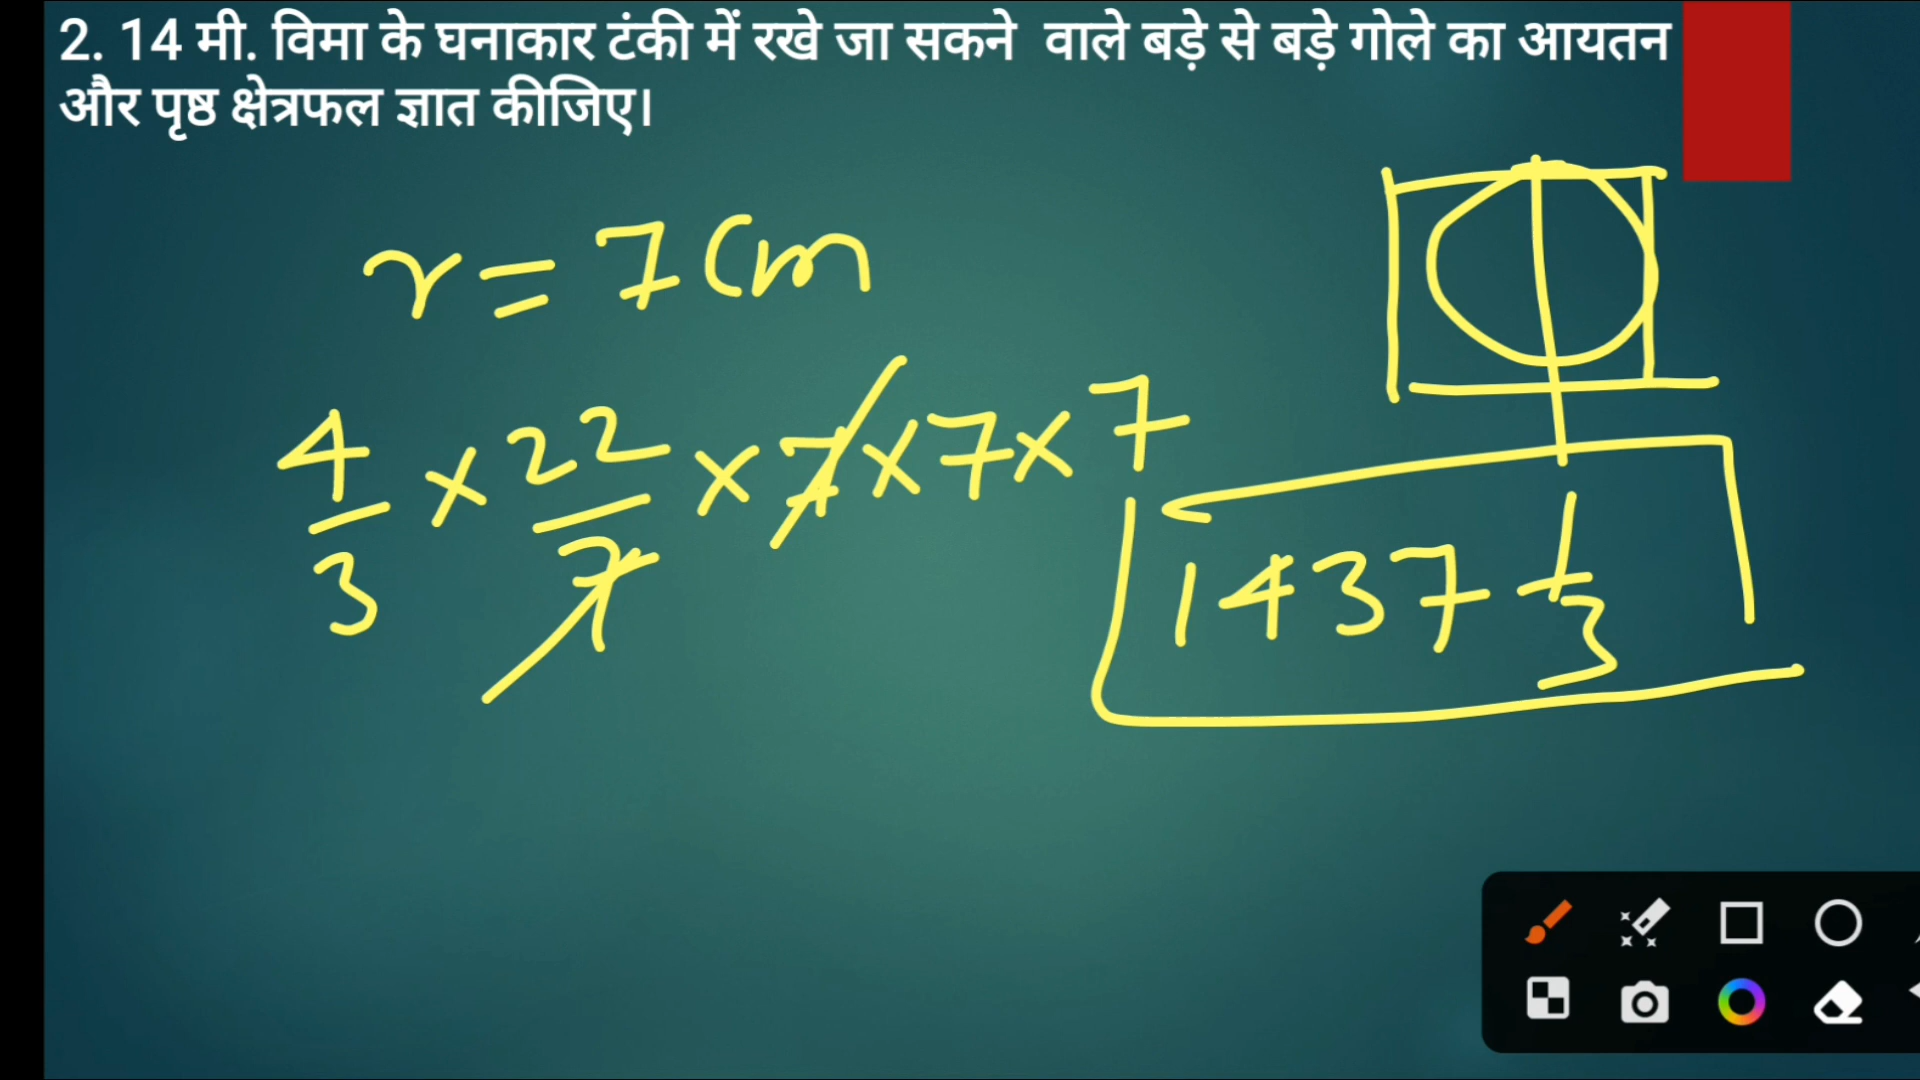 2. 14 मी. विमा के घनाकार टंकी में रखे जा सकने वाले बड़े से बड़े गोले का आयतन
और पृष्ठ क्षेत्रफल ज्ञात कीजिए।
r = 7 cm
4/3 × 22/7 × 7 × 7 × 7
1437 1/3